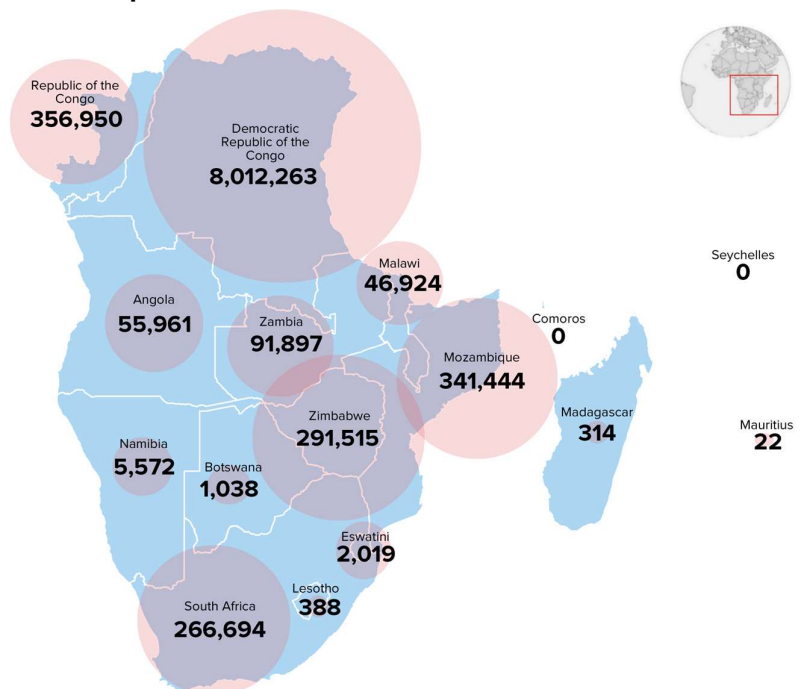 Republic of the
Congo
356,950
Democratic
Republic of the
Congo
8,012,263
Malawi
46,924
Seychelles
0
Angola
55,961
Zambia
91,897
Comoros
0
Mozambique
341,444
Madagascar
314
Mauritius
22
Zimbabwe
291,515
Namibia
5,572
Botswana
1,038
Eswatini
2,019
Lesotho
388
South Africa
266,694